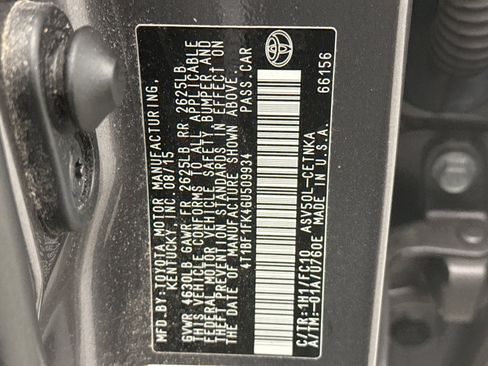 MFD.BY:TOYOTA MOTOR MANUFACTURING,
KENTUCKY, INC. 08/15
GVWR 4630LB GAWR FR 2625LB RR 2625LB
THIS VEHICLE CONFORMS TO ALL APPLICABLE
FEDERAL MOTOR VEHICLE SAFETY, BUMPER, AND
THEFT PREVENTION STANDARDS IN EFFECT ON
THE DATE OF MANUFACTURE SHOWN ABOVE.
4T1BF1FK4GU509934 PASS.CAR
C/TR:1H1/FC10 ASV50L-CETNKA
A/TM:-01A/U760E MADE IN U.S.A.
66156